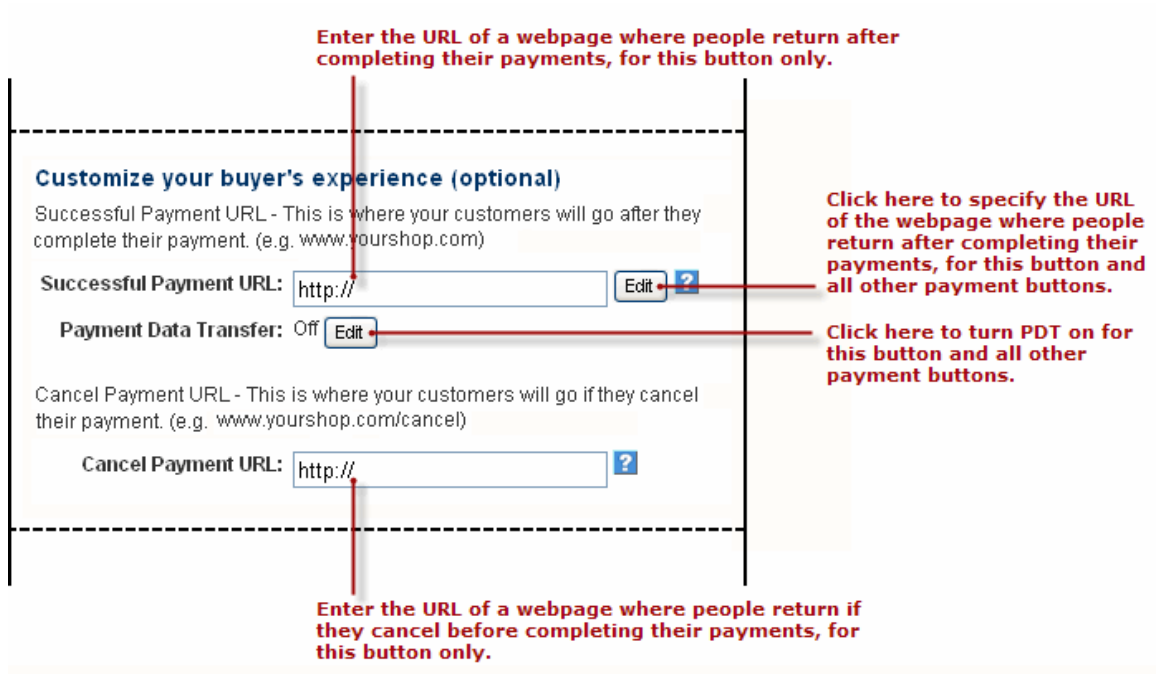 Enter the URL of a webpage where people return after
completing their payments, for this button only.
Customize your buyer's experience (optional)
Successful Payment URL - This is where your customers will go after they
complete their payment. (e.g. www.yourshop.com)
Successful Payment URL: http:// Edit ?
Payment Data Transfer: Off Edit
Click here to specify the URL
of the webpage where people
return after completing their
payments, for this button and
all other payment buttons.
Click here to turn PDT on for
this button and all other
payment buttons.
Cancel Payment URL - This is where your customers will go if they cancel
their payment. (e.g. www.yourshop.com/cancel)
Cancel Payment URL: http:// ?
Enter the URL of a webpage where people return if
they cancel before completing their payments, for
this button only.